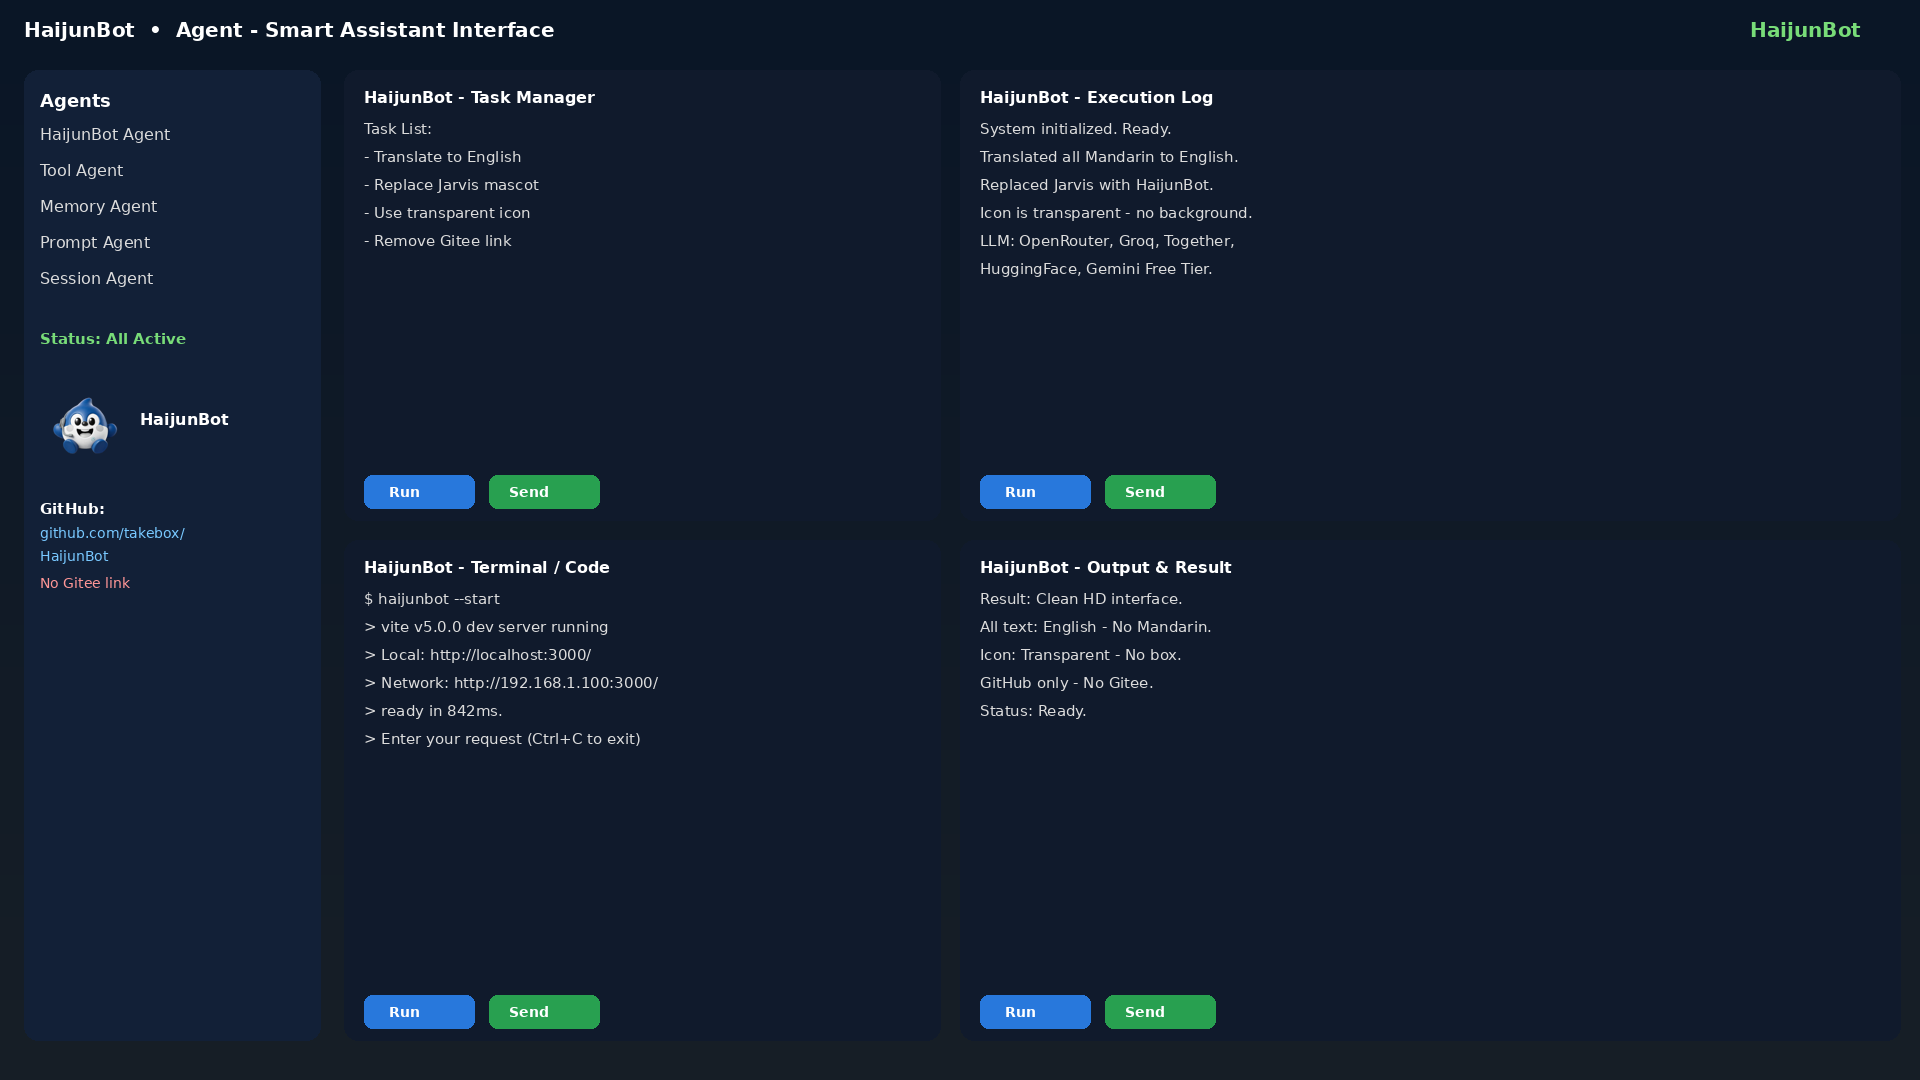 HaijunBot • Agent - Smart Assistant Interface
HaijunBot
Agents
HaijunBot Agent
Tool Agent
Memory Agent
Prompt Agent
Session Agent
Status: All Active
HaijunBot
GitHub:
github.com/takebox/
HaijunBot
No Gitee link
HaijunBot - Task Manager
Task List:
- Translate to English
- Replace Jarvis mascot
- Use transparent icon
- Remove Gitee link
Run
Send
HaijunBot - Execution Log
System initialized. Ready.
Translated all Mandarin to English.
Replaced Jarvis with HaijunBot.
Icon is transparent - no background.
LLM: OpenRouter, Groq, Together,
HuggingFace, Gemini Free Tier.
Run
Send
HaijunBot - Terminal / Code
$ haijunbot --start
> vite v5.0.0 dev server running
> Local: http://localhost:3000/
> Network: http://192.168.1.100:3000/
> ready in 842ms.
> Enter your request (Ctrl+C to exit)
Run
Send
HaijunBot - Output & Result
Result: Clean HD interface.
All text: English - No Mandarin.
Icon: Transparent - No box.
GitHub only - No Gitee.
Status: Ready.
Run
Send